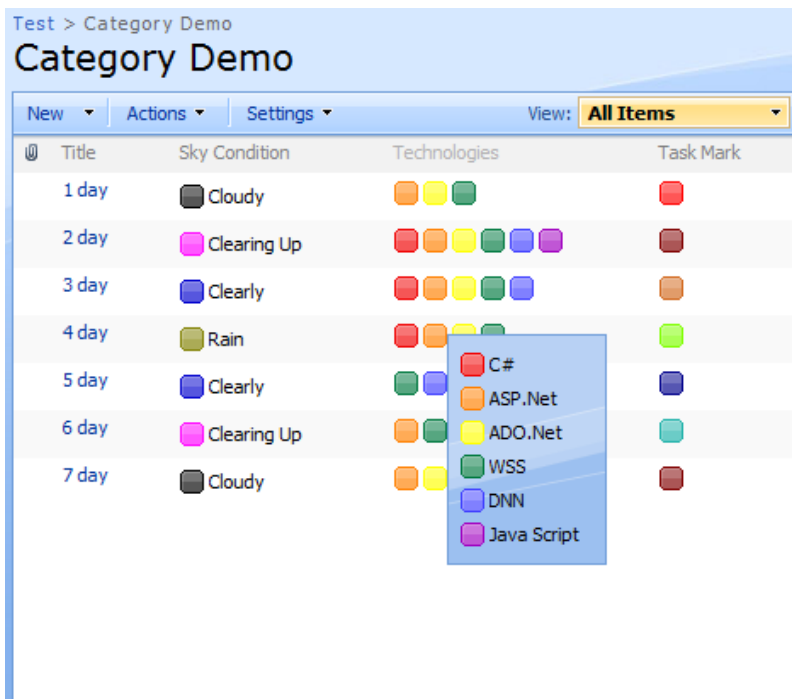 Test > Category Demo
Category Demo
New Actions Settings View: All Items
Title Sky Condition Technologies Task Mark
1 day Cloudy
2 day Clearing Up
3 day Clearly
4 day Rain
C#
5 day Clearly
ASP.Net
ADO.Net
6 day Clearing Up
WSS
7 day Cloudy
DNN
Java Script